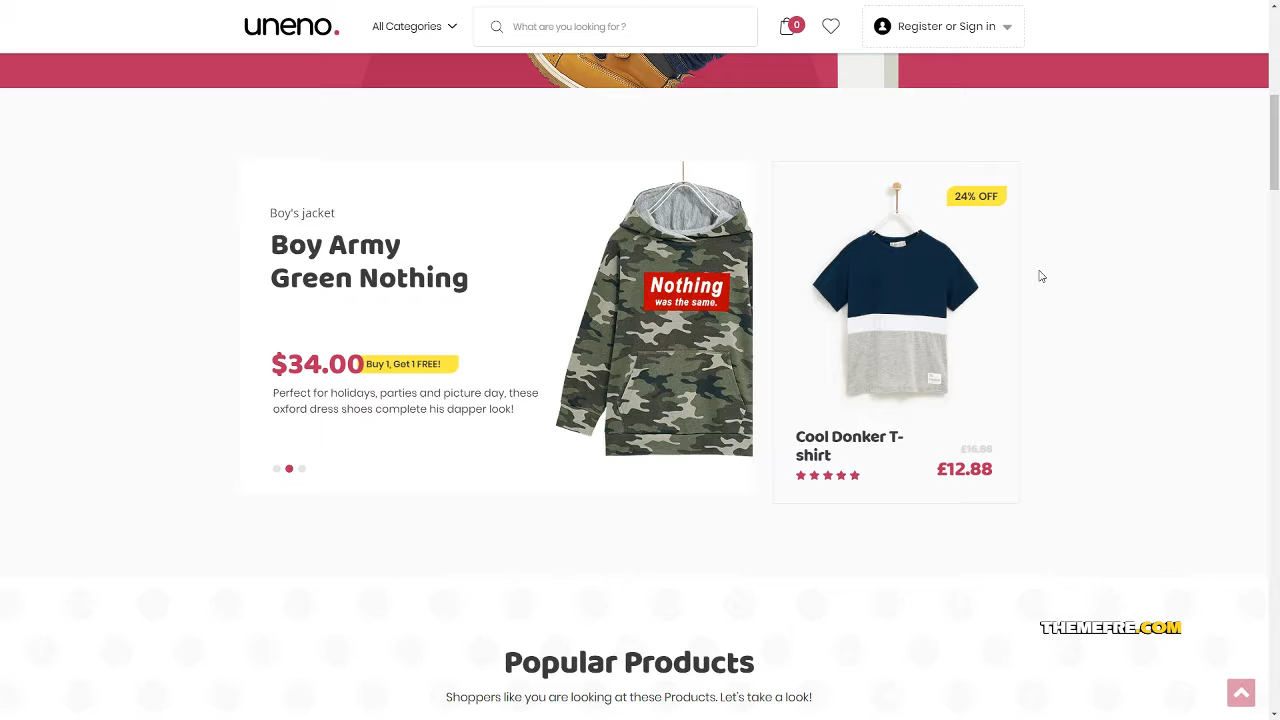 uneno.
All Categories
What are you looking for ?
0
Register or Sign in
Boy's jacket
Boy Army
Green Nothing
$34.00
Buy 1, Get 1 FREE!
Perfect for holidays, parties and picture day, these
oxford dress shoes complete his dapper look!
Nothing
was the same.
24% OFF
Cool Donker T-
shirt
£16.88
£12.88
THEMEFRE.COM
Popular Products
Shoppers like you are looking at these Products. Let's take a look!